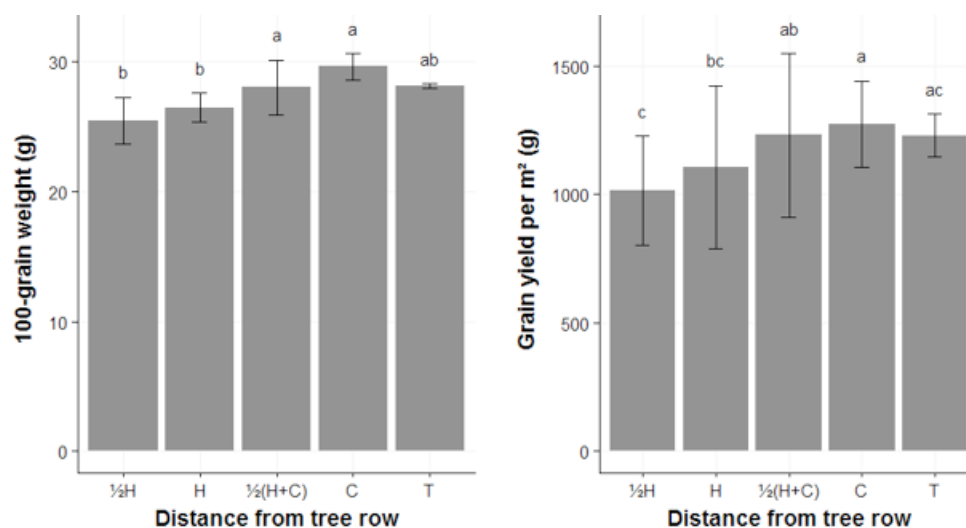 100-grain weight (g)
30
20
10
0
b
b
a
a
ab
½H
H
½(H+C)
C
T
Distance from tree row
Grain yield per m² (g)
1500
1000
500
0
c
bc
ab
a
ac
½H
H
½(H+C)
C
T
Distance from tree row